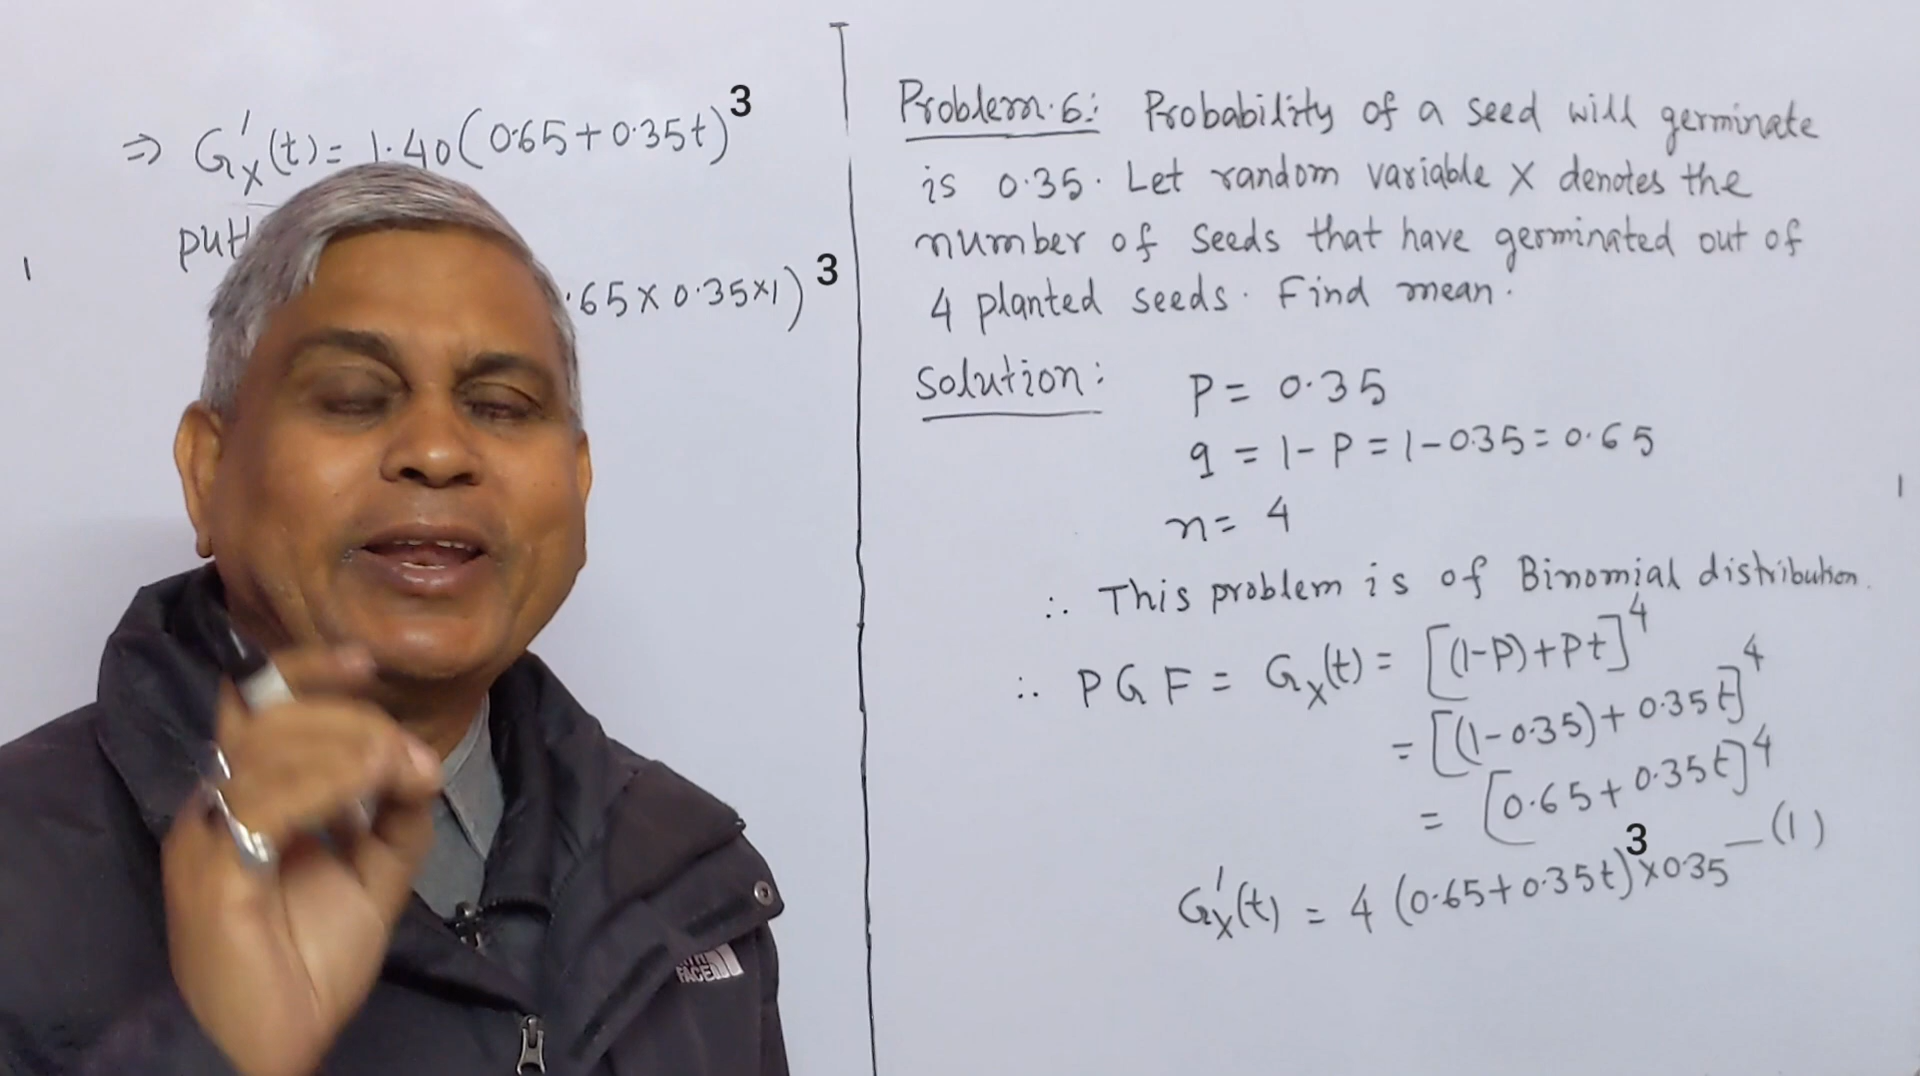 ⇒ G'x(t) = 1.40(0.65+0.35t)³
.65×0.35×1)³
Problem.6: Probability of a seed will germinate
is 0.35. Let random variable X denotes the
number of seeds that have germinated out of
4 planted seeds. Find mean.
Solution: P = 0.35
q = 1-P = 1-0.35 = 0.65
n = 4
∴ This problem is of Binomial distribution.
∴ PGF = Gx(t) = [(1-P)+Pt]⁴
= [(1-0.35)+0.35t]⁴
= [0.65+0.35t]⁴ —(1)
G'x(t) = 4(0.65+0.35t)³×0.35
FACE